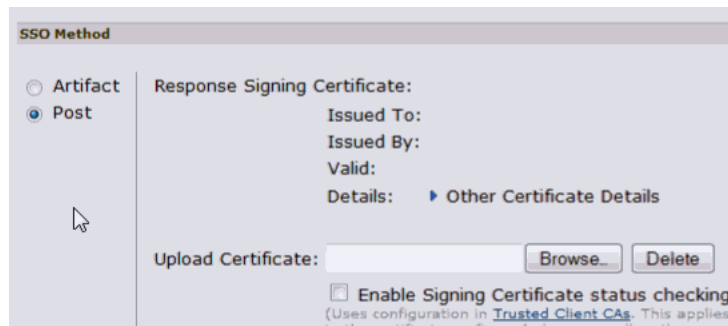 SSO Method
Artifact
Response Signing Certificate:
Post
Issued To:
Issued By:
Valid:
Details: Other Certificate Details
Upload Certificate: Browse... Delete
Enable Signing Certificate status checking
(Uses configuration in Trusted Client CAs. This applies